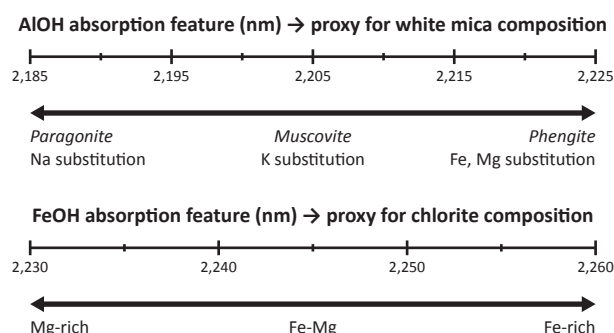 AlOH absorption feature (nm) → proxy for white mica composition
2,185 2,195 2,205 2,215 2,225
Paragonite Muscovite Phengite
Na substitution K substitution Fe, Mg substitution
FeOH absorption feature (nm) → proxy for chlorite composition
2,230 2,240 2,250 2,260
Mg-rich Fe-Mg Fe-rich